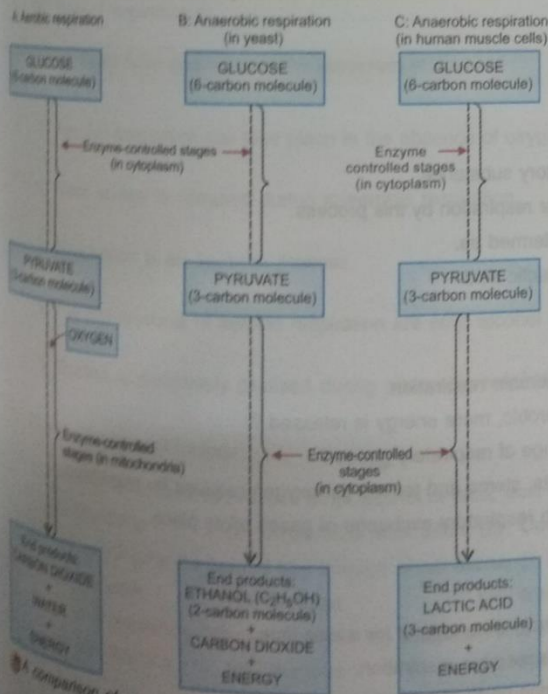 A: Aerobic respiration
GLUCOSE
(6-carbon molecule)
PYRUVATE
(3-carbon molecule)
OXYGEN
Enzyme-controlled
stages (in mitochondria)
End products:
CARBON DIOXIDE
+
WATER
+
ENERGY
B: Anaerobic respiration
(in yeast)
GLUCOSE
(6-carbon molecule)
Enzyme-controlled stages
(in cytoplasm)
PYRUVATE
(3-carbon molecule)
End products:
ETHANOL (C₂H₅OH)
(2-carbon molecule)
+
CARBON DIOXIDE
+
ENERGY
C: Anaerobic respiration
(in human muscle cells)
GLUCOSE
(6-carbon molecule)
Enzyme
controlled stages
(in cytoplasm)
PYRUVATE
(3-carbon molecule)
Enzyme-controlled
stages
(in cytoplasm)
End products:
LACTIC ACID
(3-carbon molecule)
+
ENERGY
A comparison of